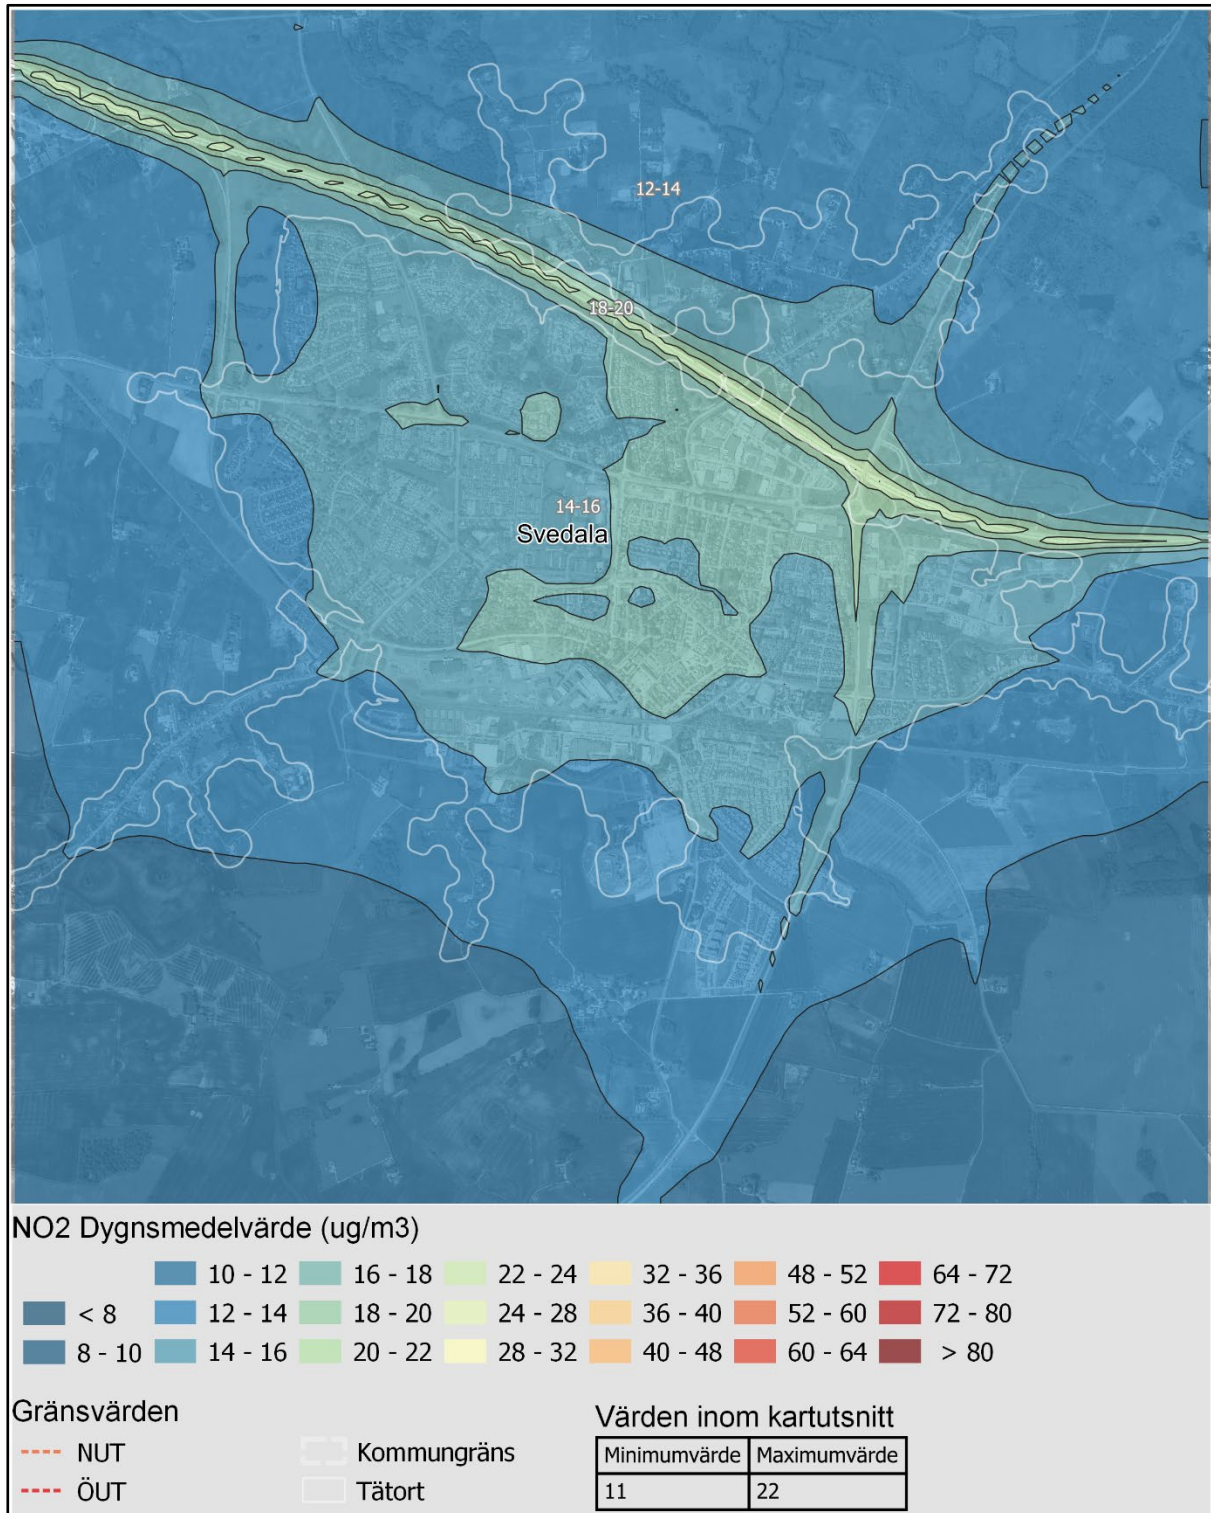 12-14
18-20
14-16
Svedala
NO2 Dygnsmedelvärde (ug/m3)
10 - 12 16 - 18 22 - 24 32 - 36 48 - 52 64 - 72
< 8 12 - 14 18 - 20 24 - 28 36 - 40 52 - 60 72 - 80
8 - 10 14 - 16 20 - 22 28 - 32 40 - 48 60 - 64 > 80
Gränsvärden
NUT Kommungräns
ÖUT Tätort
Värden inom kartutsnitt
Minimumvärde Maximumvärde
11 22